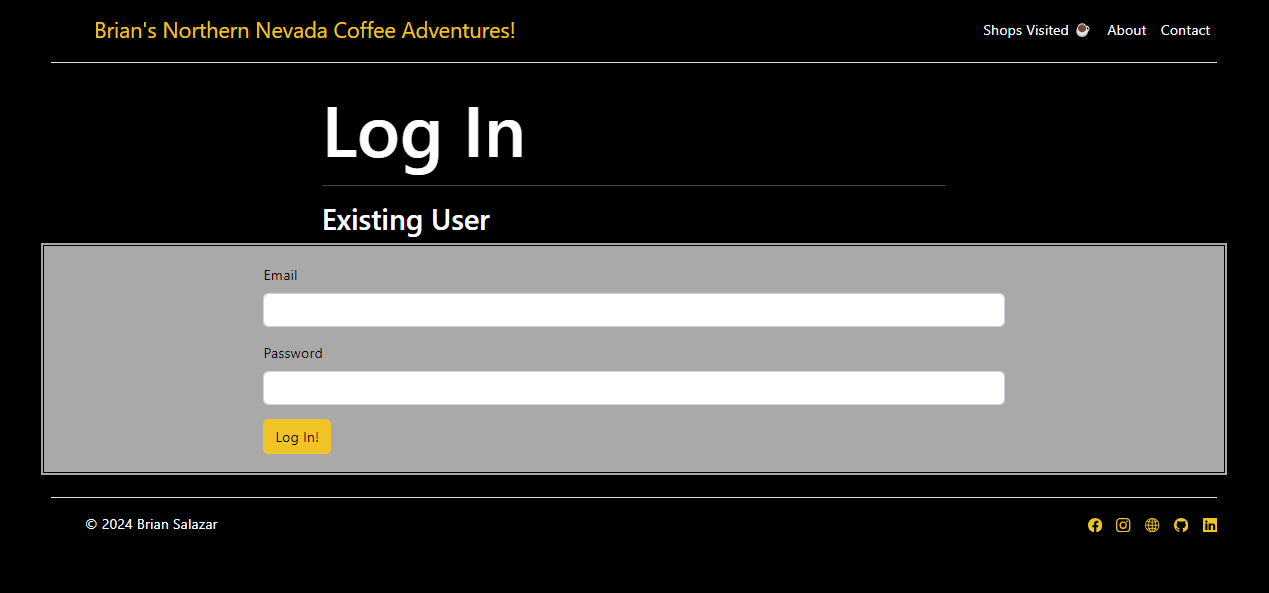 Brian's Northern Nevada Coffee Adventures!
Shops Visited ☕ About Contact
Log In
Existing User
Email
Password
Log In!
© 2024 Brian Salazar